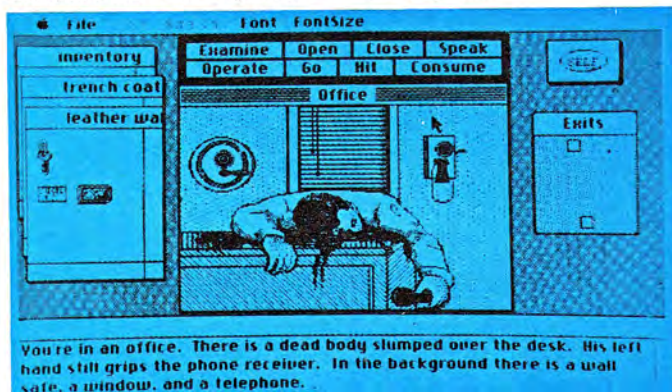 File Font FontSize
inventory
trench coat
leather wa
Examine Open Close Speak
Operate Go Hit Consume
Office
SELF
Exits
You're in an office. There is a dead body slumped over the desk. His left
hand still grips the phone receiver. In the background there is a wall
safe, a window, and a telephone.